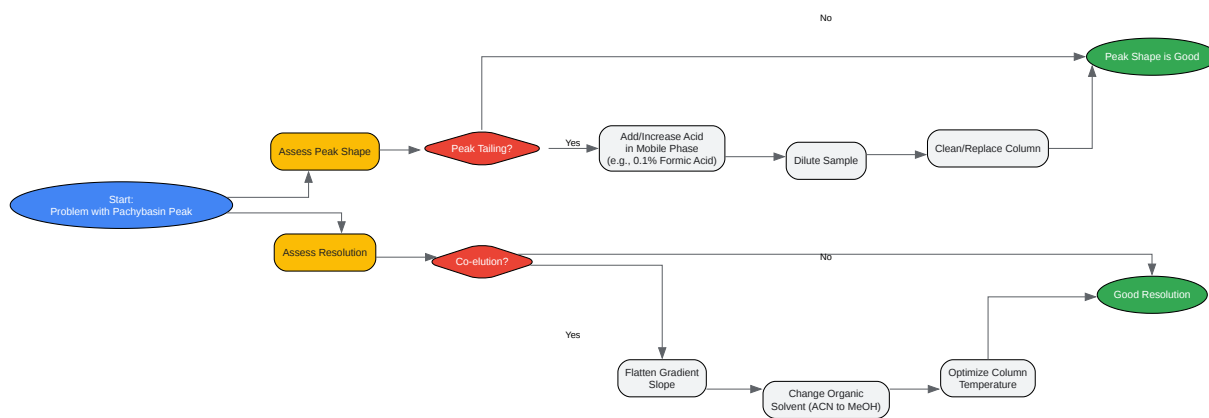 No
Peak Shape is Good
Assess Peak Shape
Peak Tailing?
Yes
Add/Increase Acid
in Mobile Phase
(e.g., 0.1% Formic Acid)
Dilute Sample
Clean/Replace Column
Start:
Problem with Pachybasin Peak
Assess Resolution
Co-elution?
No
Good Resolution
Yes
Flatten Gradient
Slope
Change Organic
Solvent (ACN to MeOH)
Optimize Column
Temperature